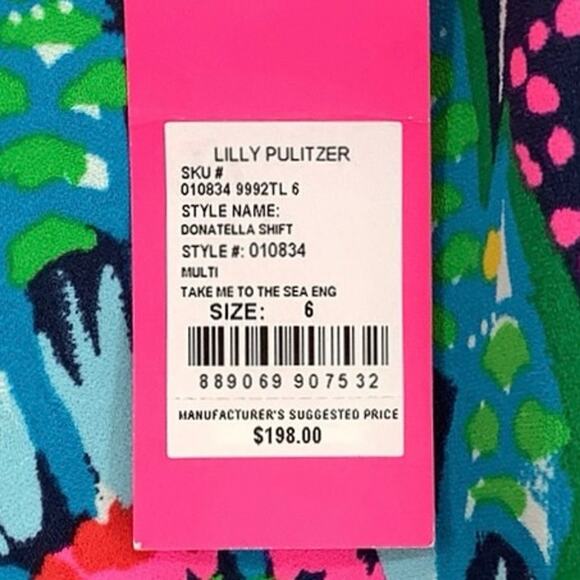 LILLY PULITZER
SKU #
010834 9992TL 6
STYLE NAME:
DONATELLA SHIFT
STYLE #: 010834
MULTI
TAKE ME TO THE SEA ENG
SIZE: 6
889069 907532
MANUFACTURER'S SUGGESTED PRICE
$198.00